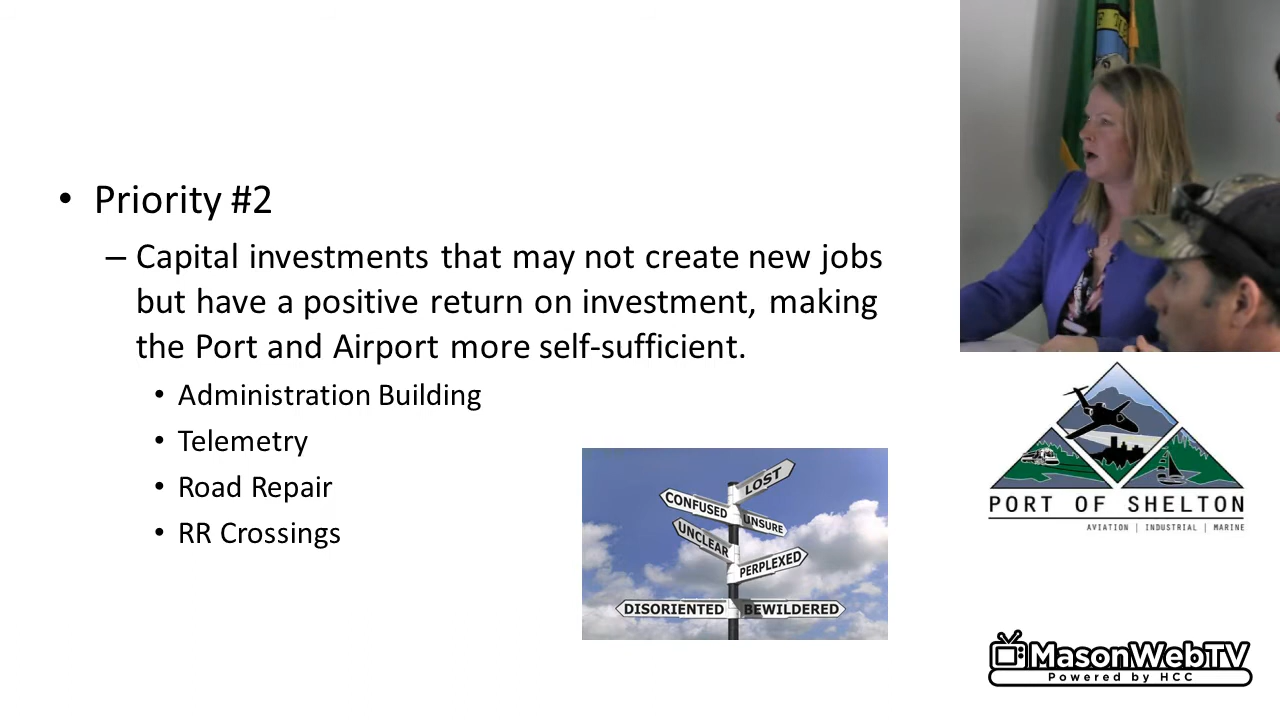 • Priority #2
– Capital investments that may not create new jobs
but have a positive return on investment, making
the Port and Airport more self-sufficient.
• Administration Building
• Telemetry
• Road Repair
• RR Crossings
LOST
CONFUSED
UNSURE
UNCLEAR
PERPLEXED
DISORIENTED
BEWILDERED
PORT OF SHELTON
AVIATION | INDUSTRIAL | MARINE
MasonWebTV
Powered by HCC